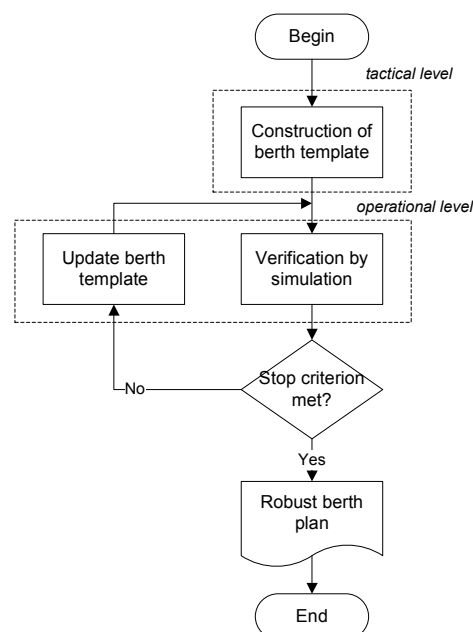 Begin
tactical level
Construction of
berth template
operational level
Update berth
template
Verification by
simulation
Stop criterion
met?
No
Yes
Robust berth
plan
End